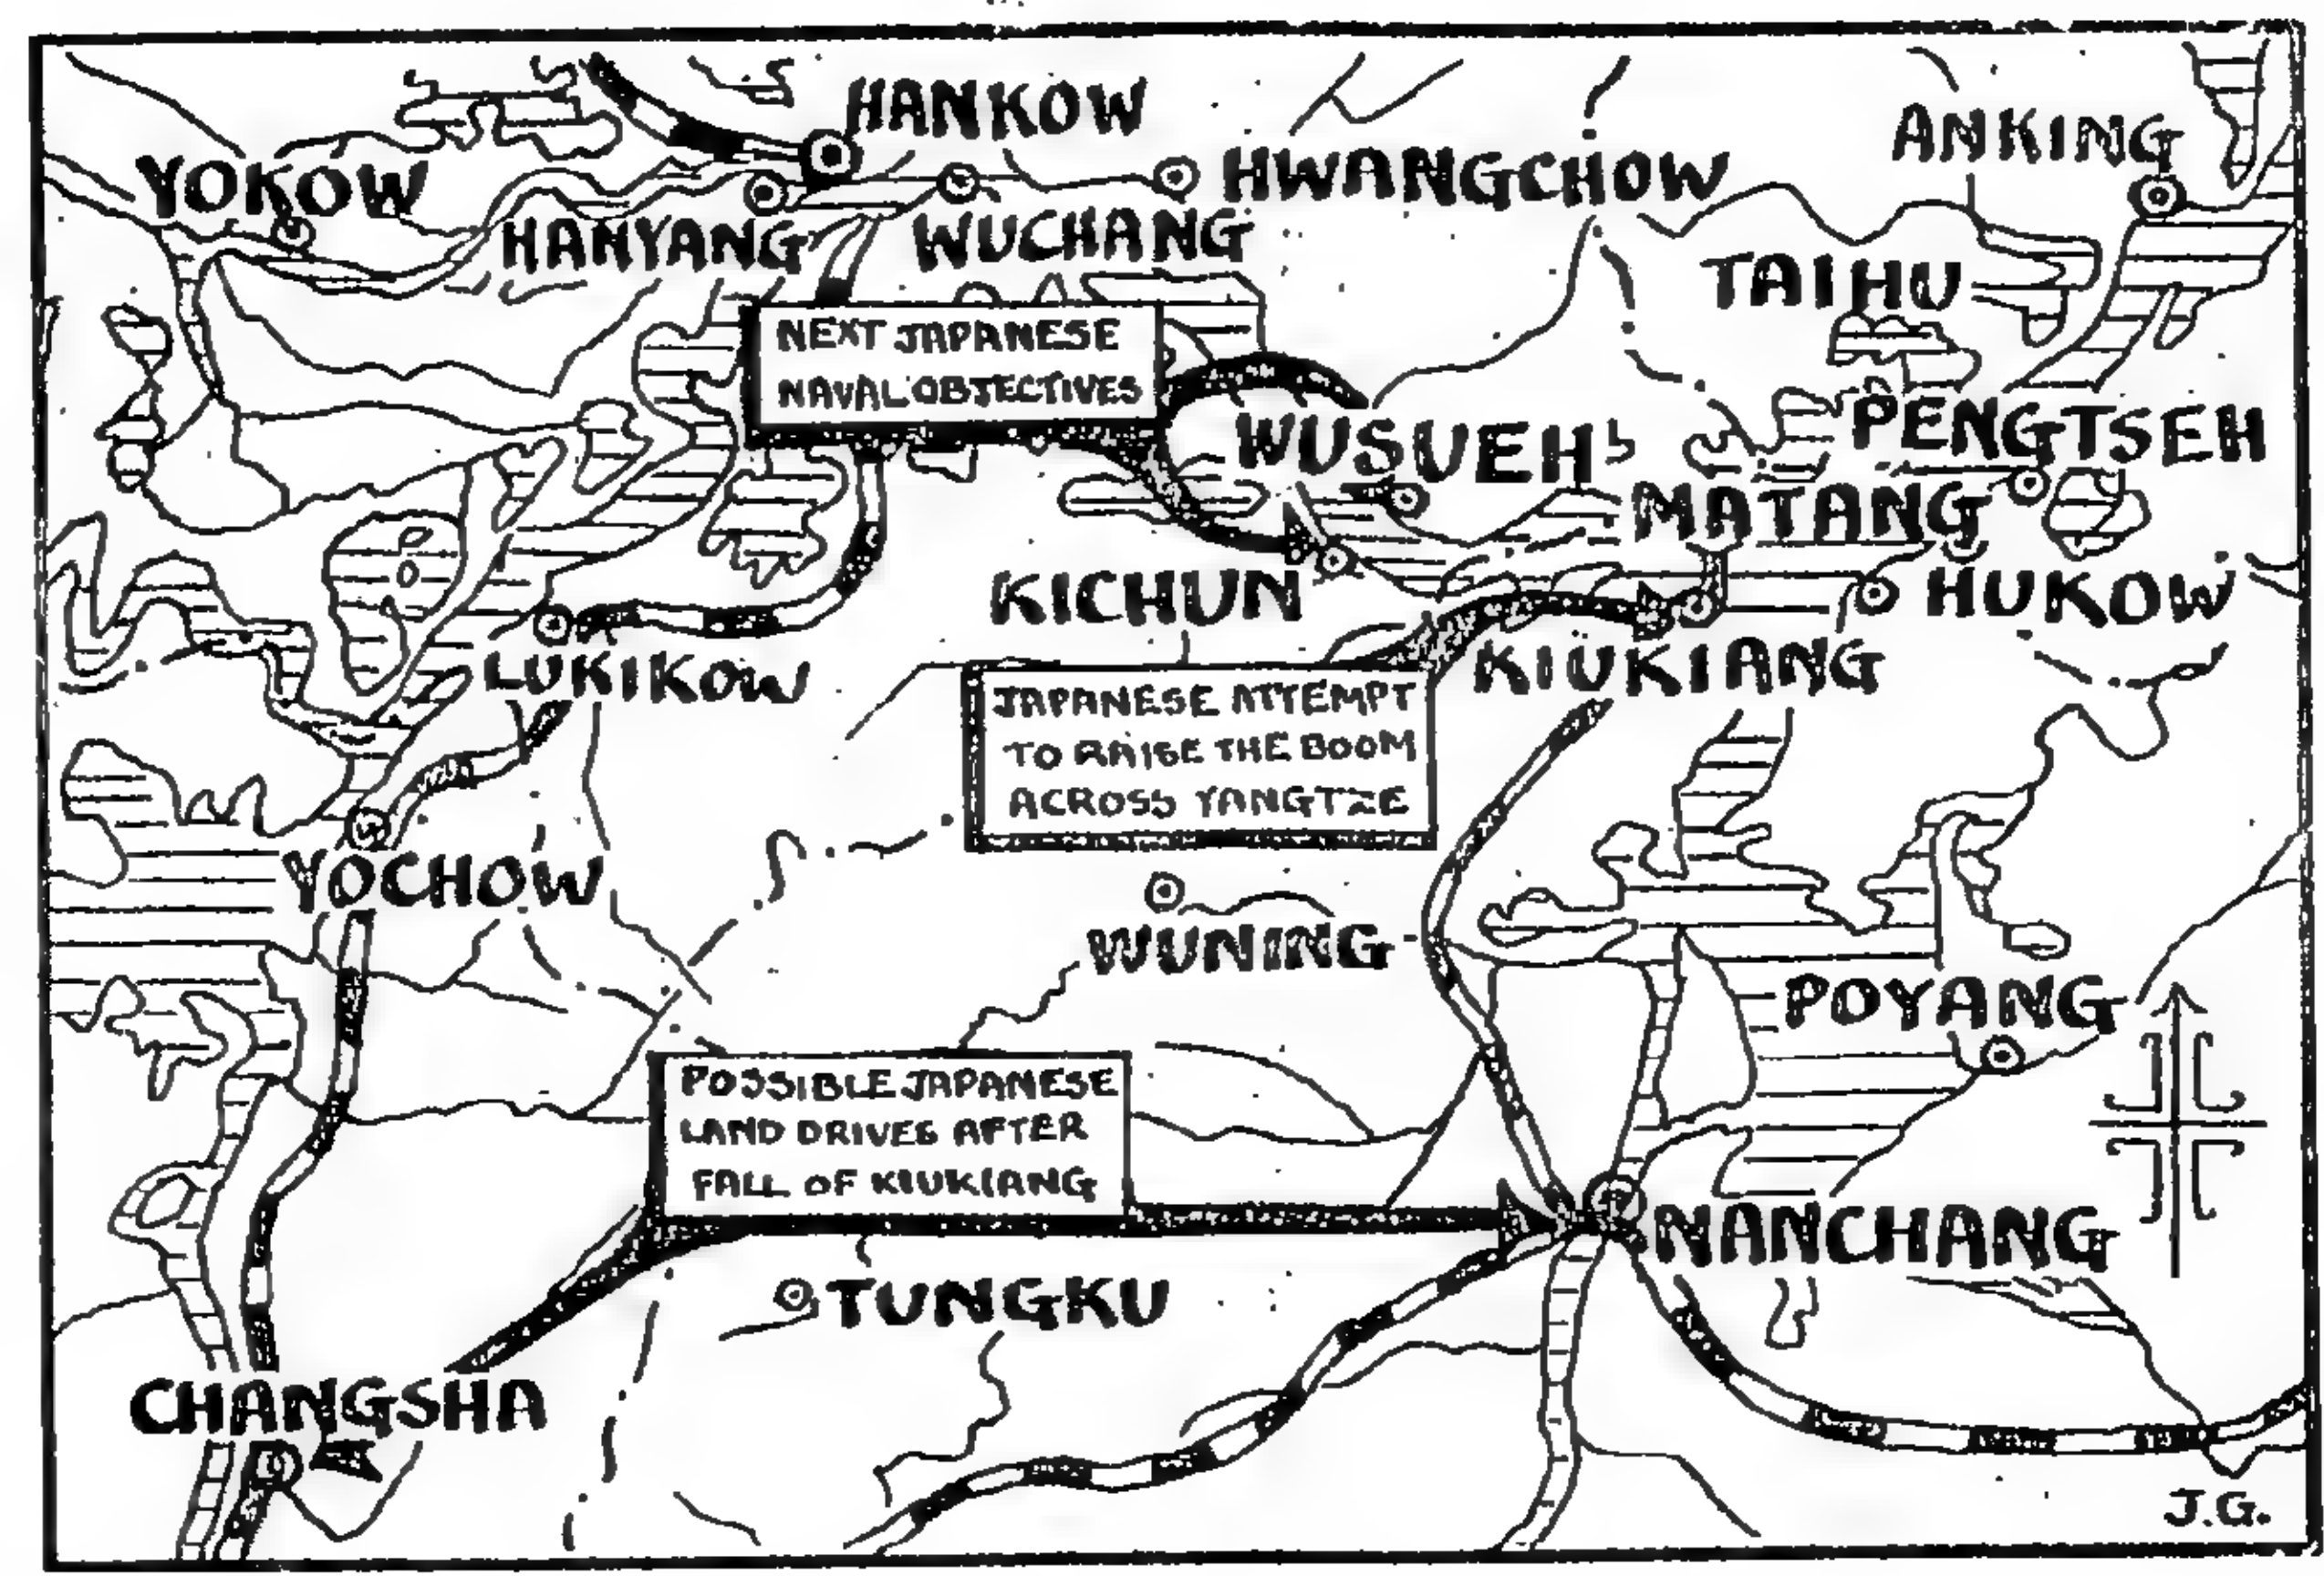 HANKOW
ANKING
YOKOW
HWANGCHOW
HANYANG
WUCHANG
TAIHU
NEXT JAPANESE
NAVAL OBJECTIVES
WUSUEH
PENGTSEH
MATANG
KICHUN
HUKOW
LUKIKOW
KIUKIANG
JAPANESE ATTEMPT
TO RAISE THE BOOM
ACROSS YANGTZE
YOCHOW
WUNING
POYANG
POSSIBLE JAPANESE
LAND DRIVES AFTER
FALL OF KIUKIANG
NANCHANG
TUNGKU
CHANGSHA
J.G.